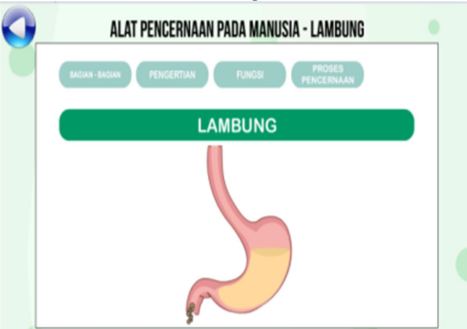 ALAT PENCERNAAN PADA MANUSIA - LAMBUNG
BAGIAN - BAGIAN
PENGERTIAN
FUNGSI
PROSES
PENCERNAAN
LAMBUNG